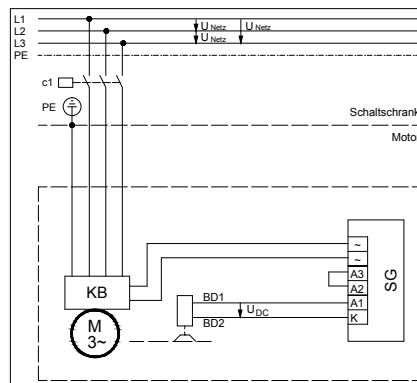 L1
L2
L3
PE
U Netz
U Netz
U Netz
c1
PE
Schaltschrank
Motor
KB
M
3~
BD1
BD2
U DC
~
~
A3
A2
A1
K
SG